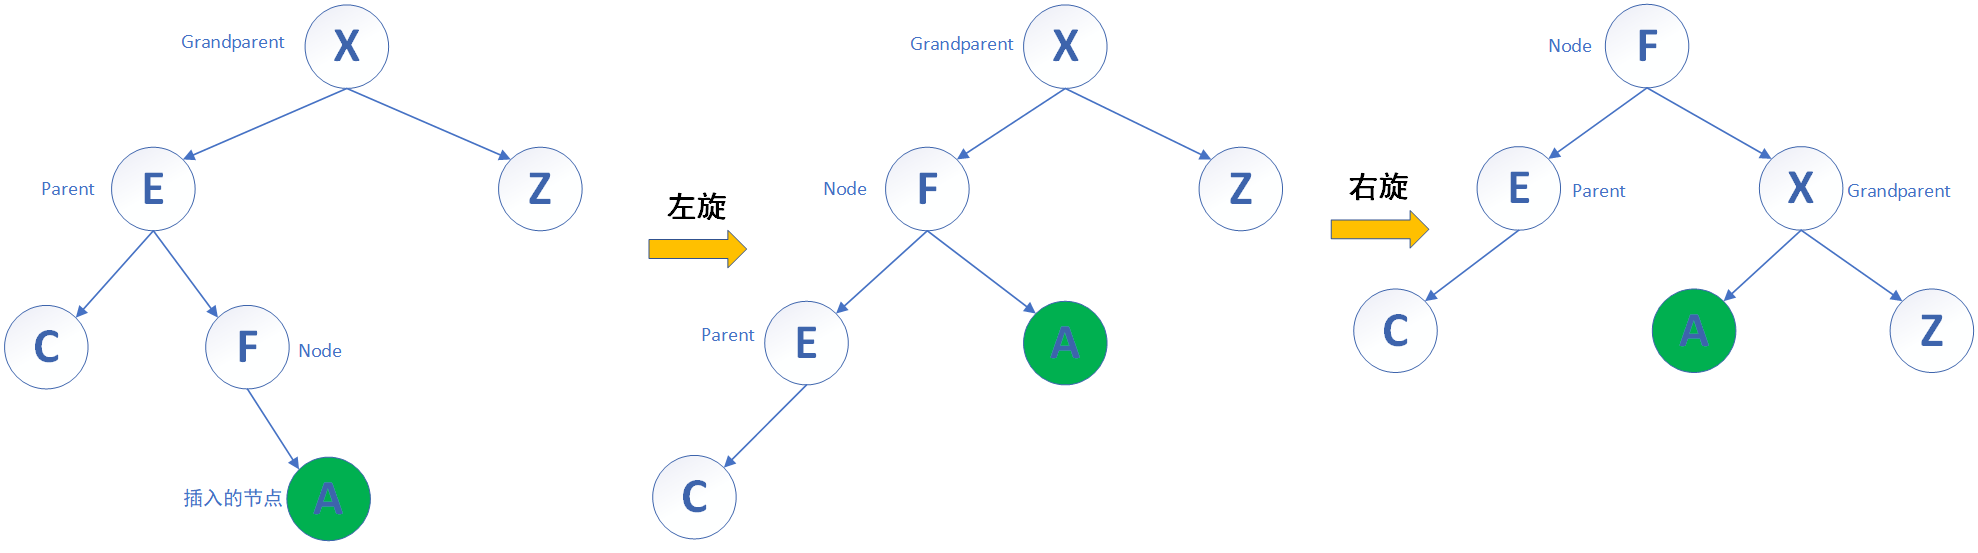 Grandparent
X
Parent
E
Z
C
F
Node
插入的节点
A
左旋
Grandparent
X
Node
F
Z
Parent
E
A
C
右旋
Node
F
E
Parent
X
Grandparent
C
A
Z